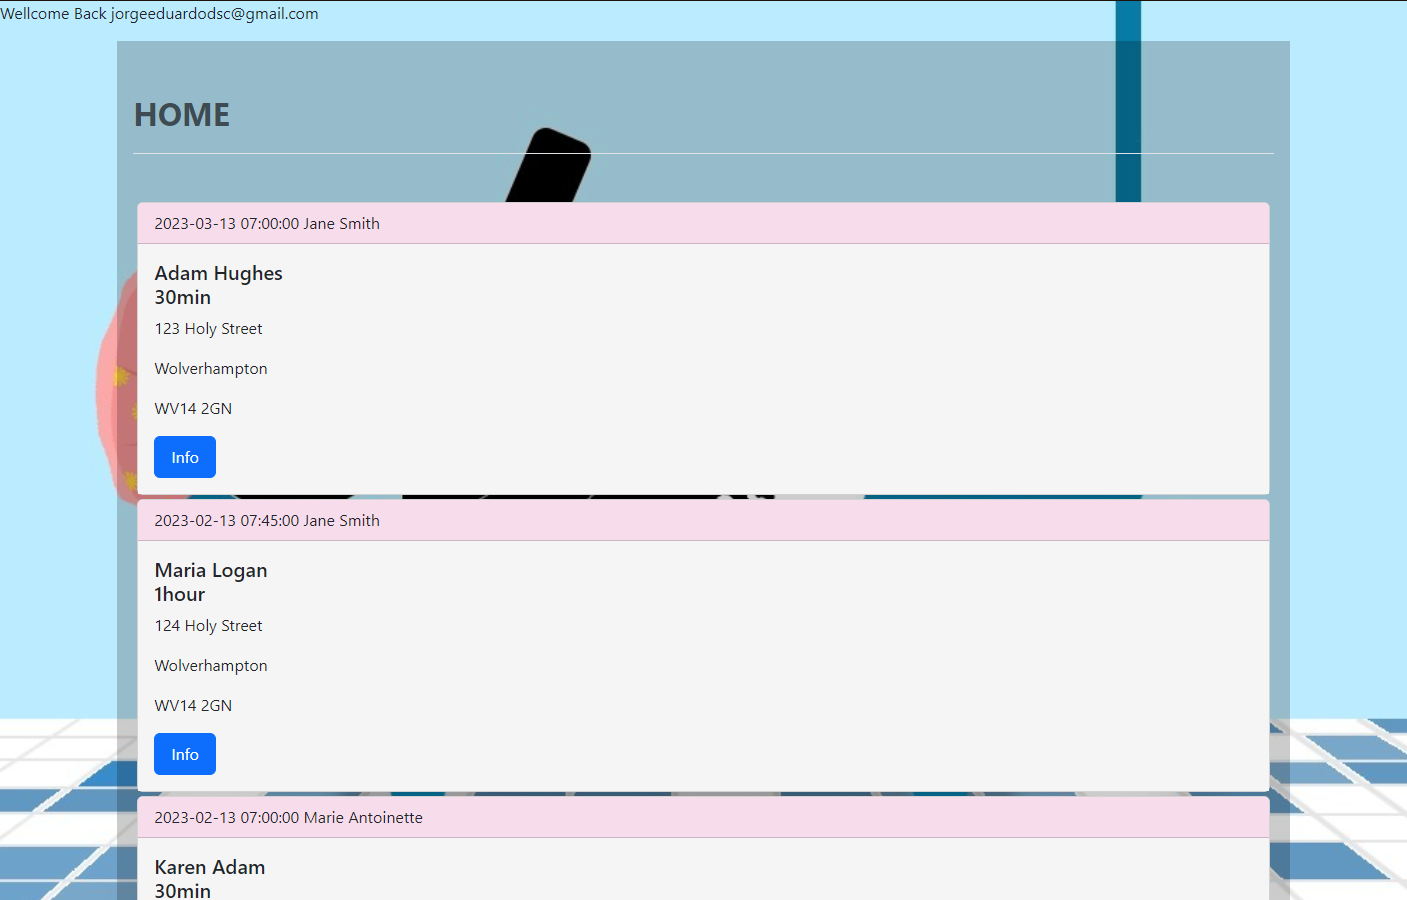 Wellcome Back jorgeeduardodsc@gmail.com
HOME
2023-03-13 07:00:00 Jane Smith
Adam Hughes
30min
123 Holy Street
Wolverhampton
WV14 2GN
Info
2023-02-13 07:45:00 Jane Smith
Maria Logan
1hour
124 Holy Street
Wolverhampton
WV14 2GN
Info
2023-02-13 07:00:00 Marie Antoinette
Karen Adam
30min